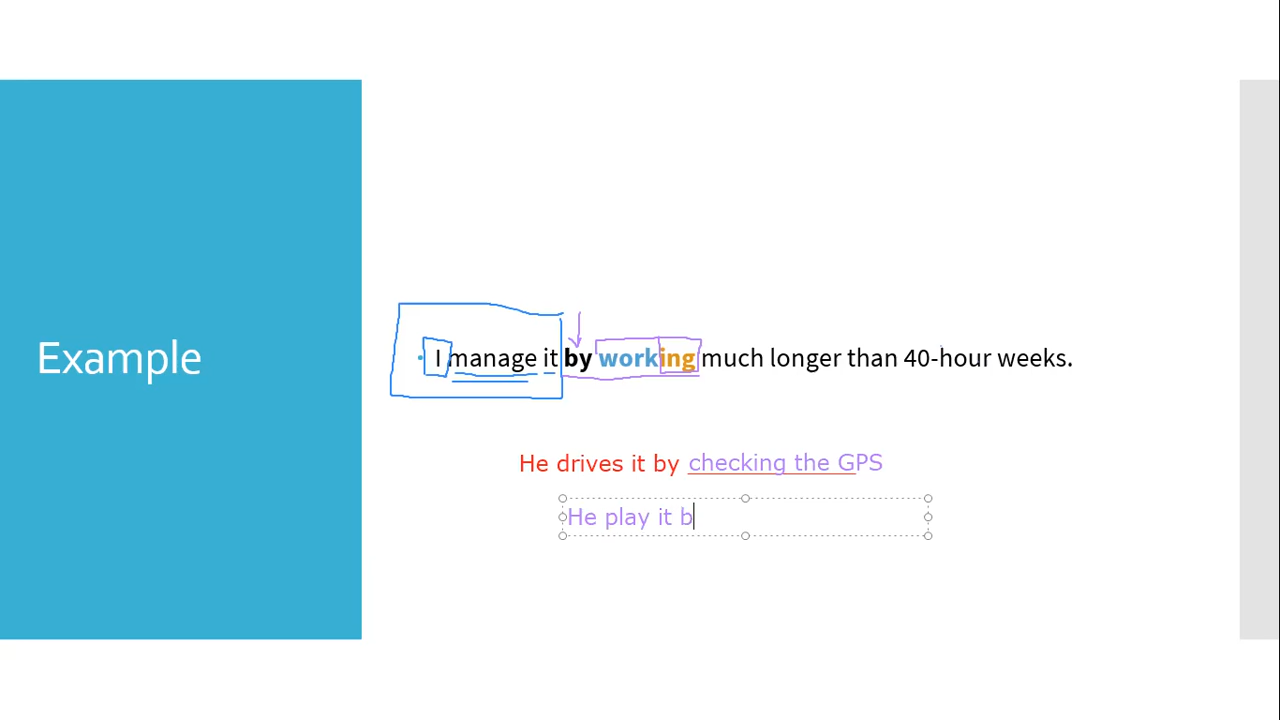 Example
• I manage it by working much longer than 40-hour weeks.
He drives it by checking the GPS
He play it b